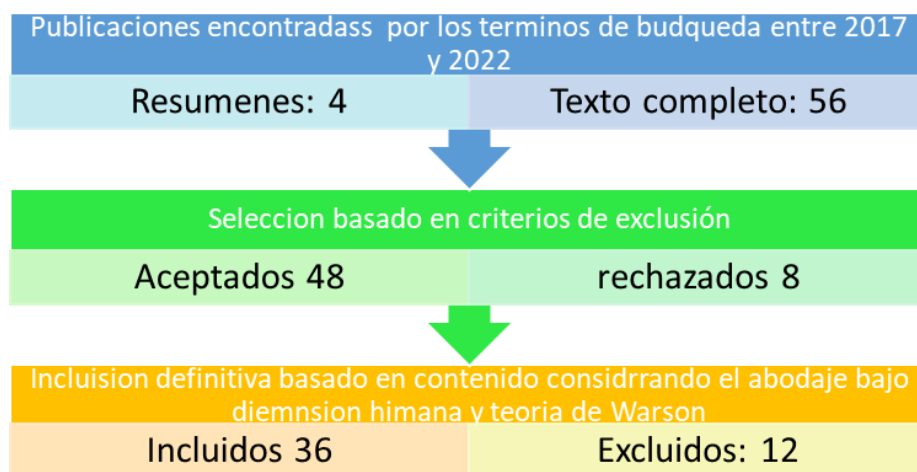 Publicaciones encontradass por los terminos de budqueda entre 2017
y 2022
Resumenes: 4
Texto completo: 56
Seleccion basado en criterios de exclusión
Aceptados 48
rechazados 8
Incluision definitiva basado en contenido considrrando el abodaje bajo
diemnsion himana y teoria de Warson
Incluidos 36
Excluidos: 12